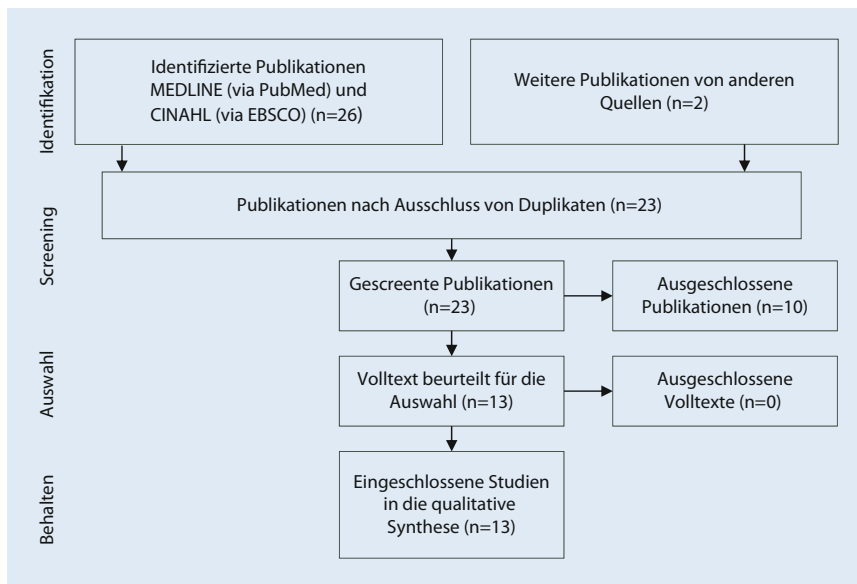 Identifikation
Identifizierte Publikationen
MEDLINE (via PubMed) und
CINAHL (via EBSCO) (n=26)
Weitere Publikationen von anderen
Quellen (n=2)
Screening
Publikationen nach Ausschluss von Duplikaten (n=23)
Gescreente Publikationen
(n=23)
Ausgeschlossene
Publikationen (n=10)
Auswahl
Volltext beurteilt für die
Auswahl (n=13)
Ausgeschlossene
Volltexte (n=0)
Behalten
Eingeschlossene Studien
in die qualitative
Synthese (n=13)